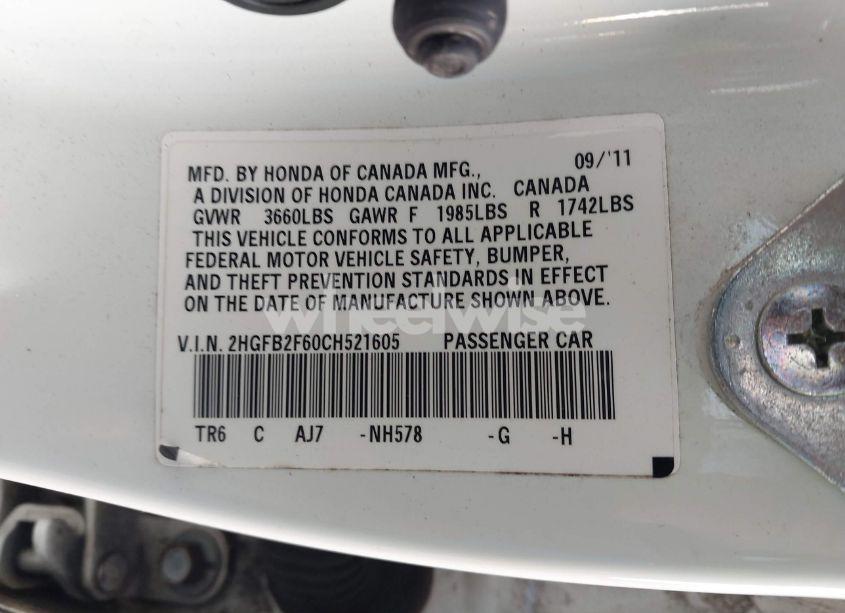 MFD. BY HONDA OF CANADA MFG., 09/'11
A DIVISION OF HONDA CANADA INC. CANADA
GVWR 3660LBS GAWR F 1985LBS R 1742LBS
THIS VEHICLE CONFORMS TO ALL APPLICABLE
FEDERAL MOTOR VEHICLE SAFETY, BUMPER,
AND THEFT PREVENTION STANDARDS IN EFFECT
ON THE DATE OF MANUFACTURE SHOWN ABOVE.
wheelwise
V.I.N. 2HGFB2F60CH521605 PASSENGER CAR
TR6 C AJ7 -NH578 -G -H